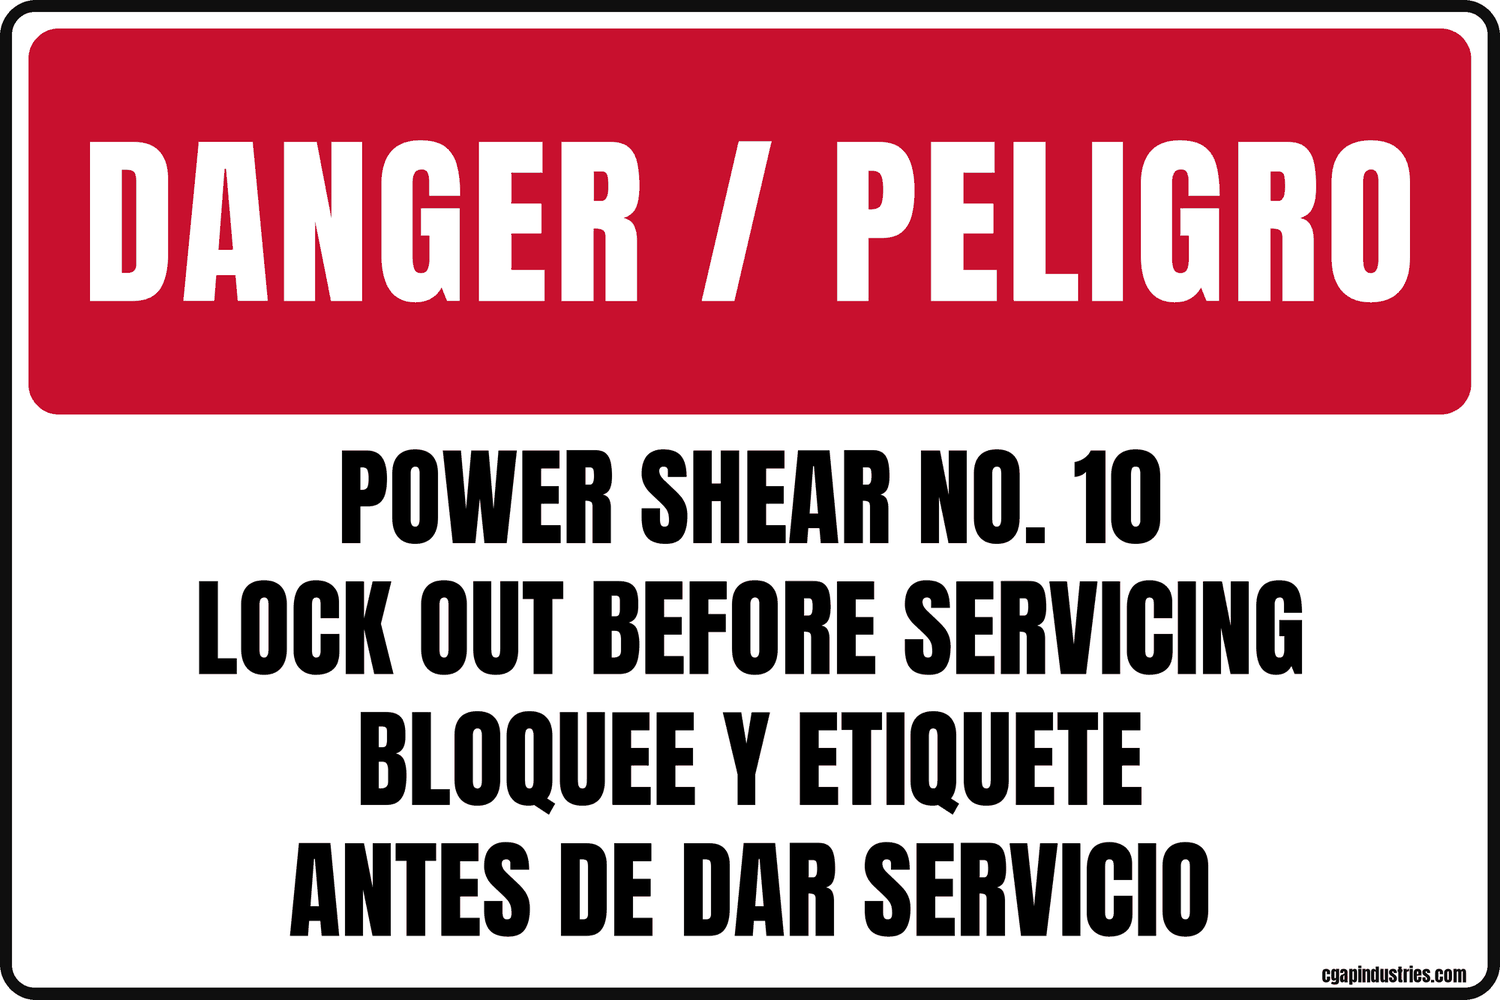 DANGER / PELIGRO
POWER SHEAR NO. 10
LOCK OUT BEFORE SERVICING
BLOQUEE Y ETIQUETE
ANTES DE DAR SERVICIO
cgapindustries.com